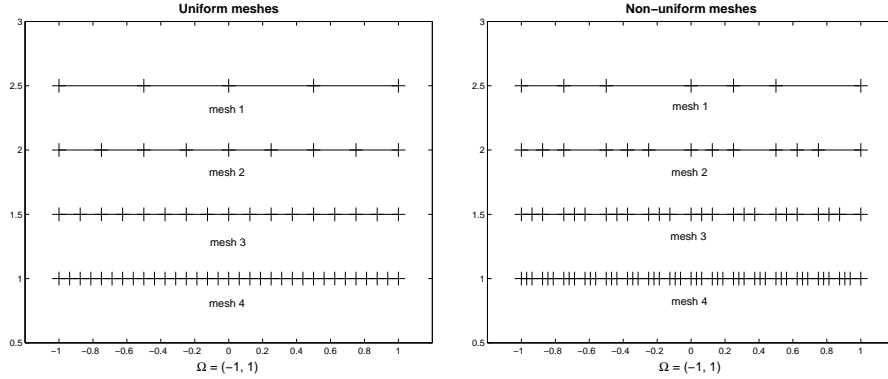 Uniform meshes
3
2.5
2
1.5
1
0.5
mesh 1
mesh 2
mesh 3
mesh 4
−1 −0.8 −0.6 −0.4 −0.2 0 0.2 0.4 0.6 0.8 1
Ω = (−1, 1)
Non−uniform meshes
3
2.5
2
1.5
1
0.5
mesh 1
mesh 2
mesh 3
mesh 4
−1 −0.8 −0.6 −0.4 −0.2 0 0.2 0.4 0.6 0.8 1
Ω = (−1, 1)